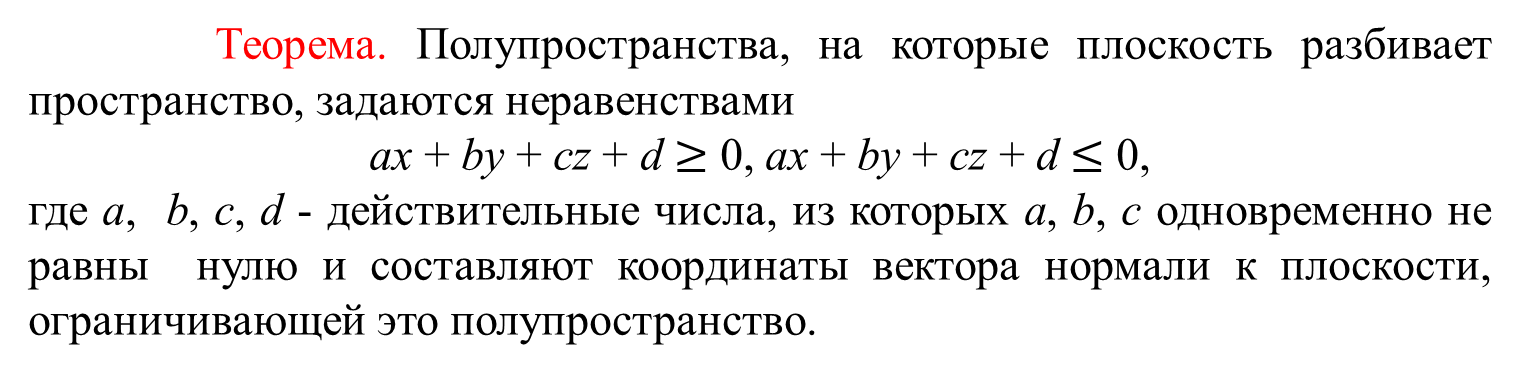 Теорема. Полупространства, на которые плоскость разбивает
пространство, задаются неравенствами
ax + by + cz + d ≥ 0, ax + by + cz + d ≤ 0,
где a, b, c, d - действительные числа, из которых a, b, c одновременно не
равны нулю и составляют координаты вектора нормали к плоскости,
ограничивающей это полупространство.